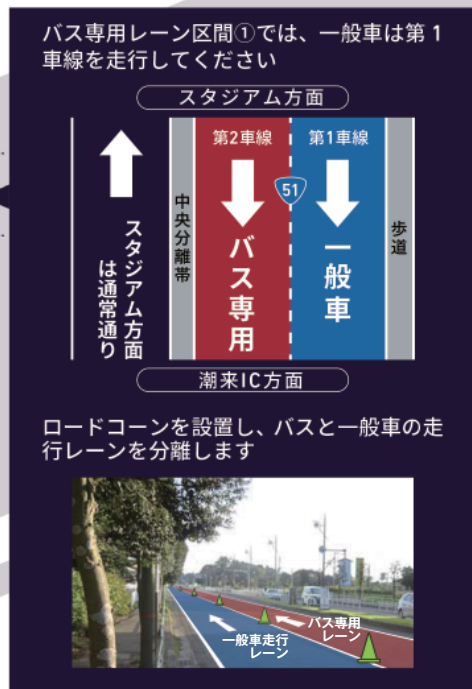 バス専用レーン区間①では、一般車は第1
車線を走行してください
スタジアム方面
第2車線
第1車線
51
中央分離帯
バス専用
一般車
歩道
スタジアム方面
は通常通り
潮来IC方面
ロードコーンを設置し、バスと一般車の走
行レーンを分離します
バス専用
レーン
一般車走行
レーン